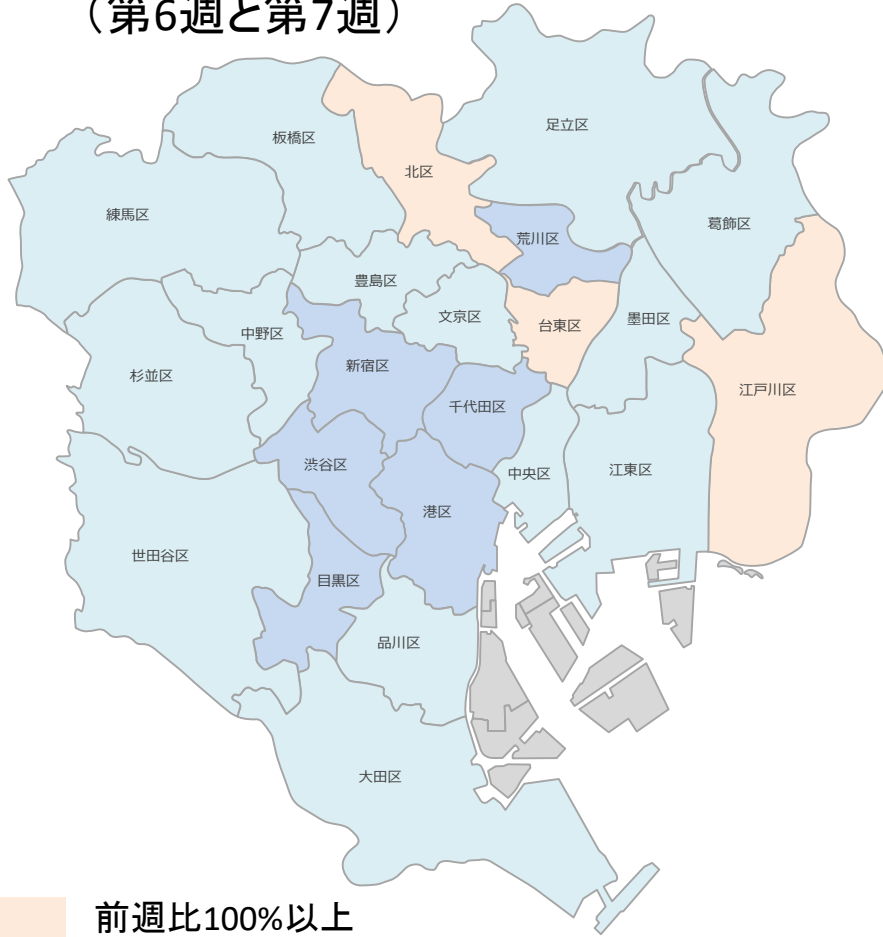 （第6週と第7週）
足立区
板橋区
北区
練馬区
葛飾区
荒川区
豊島区
文京区
墨田区
台東区
中野区
新宿区
杉並区
江戸川区
千代田区
渋谷区
中央区
江東区
港区
世田谷区
目黒区
品川区
大田区
前週比100%以上